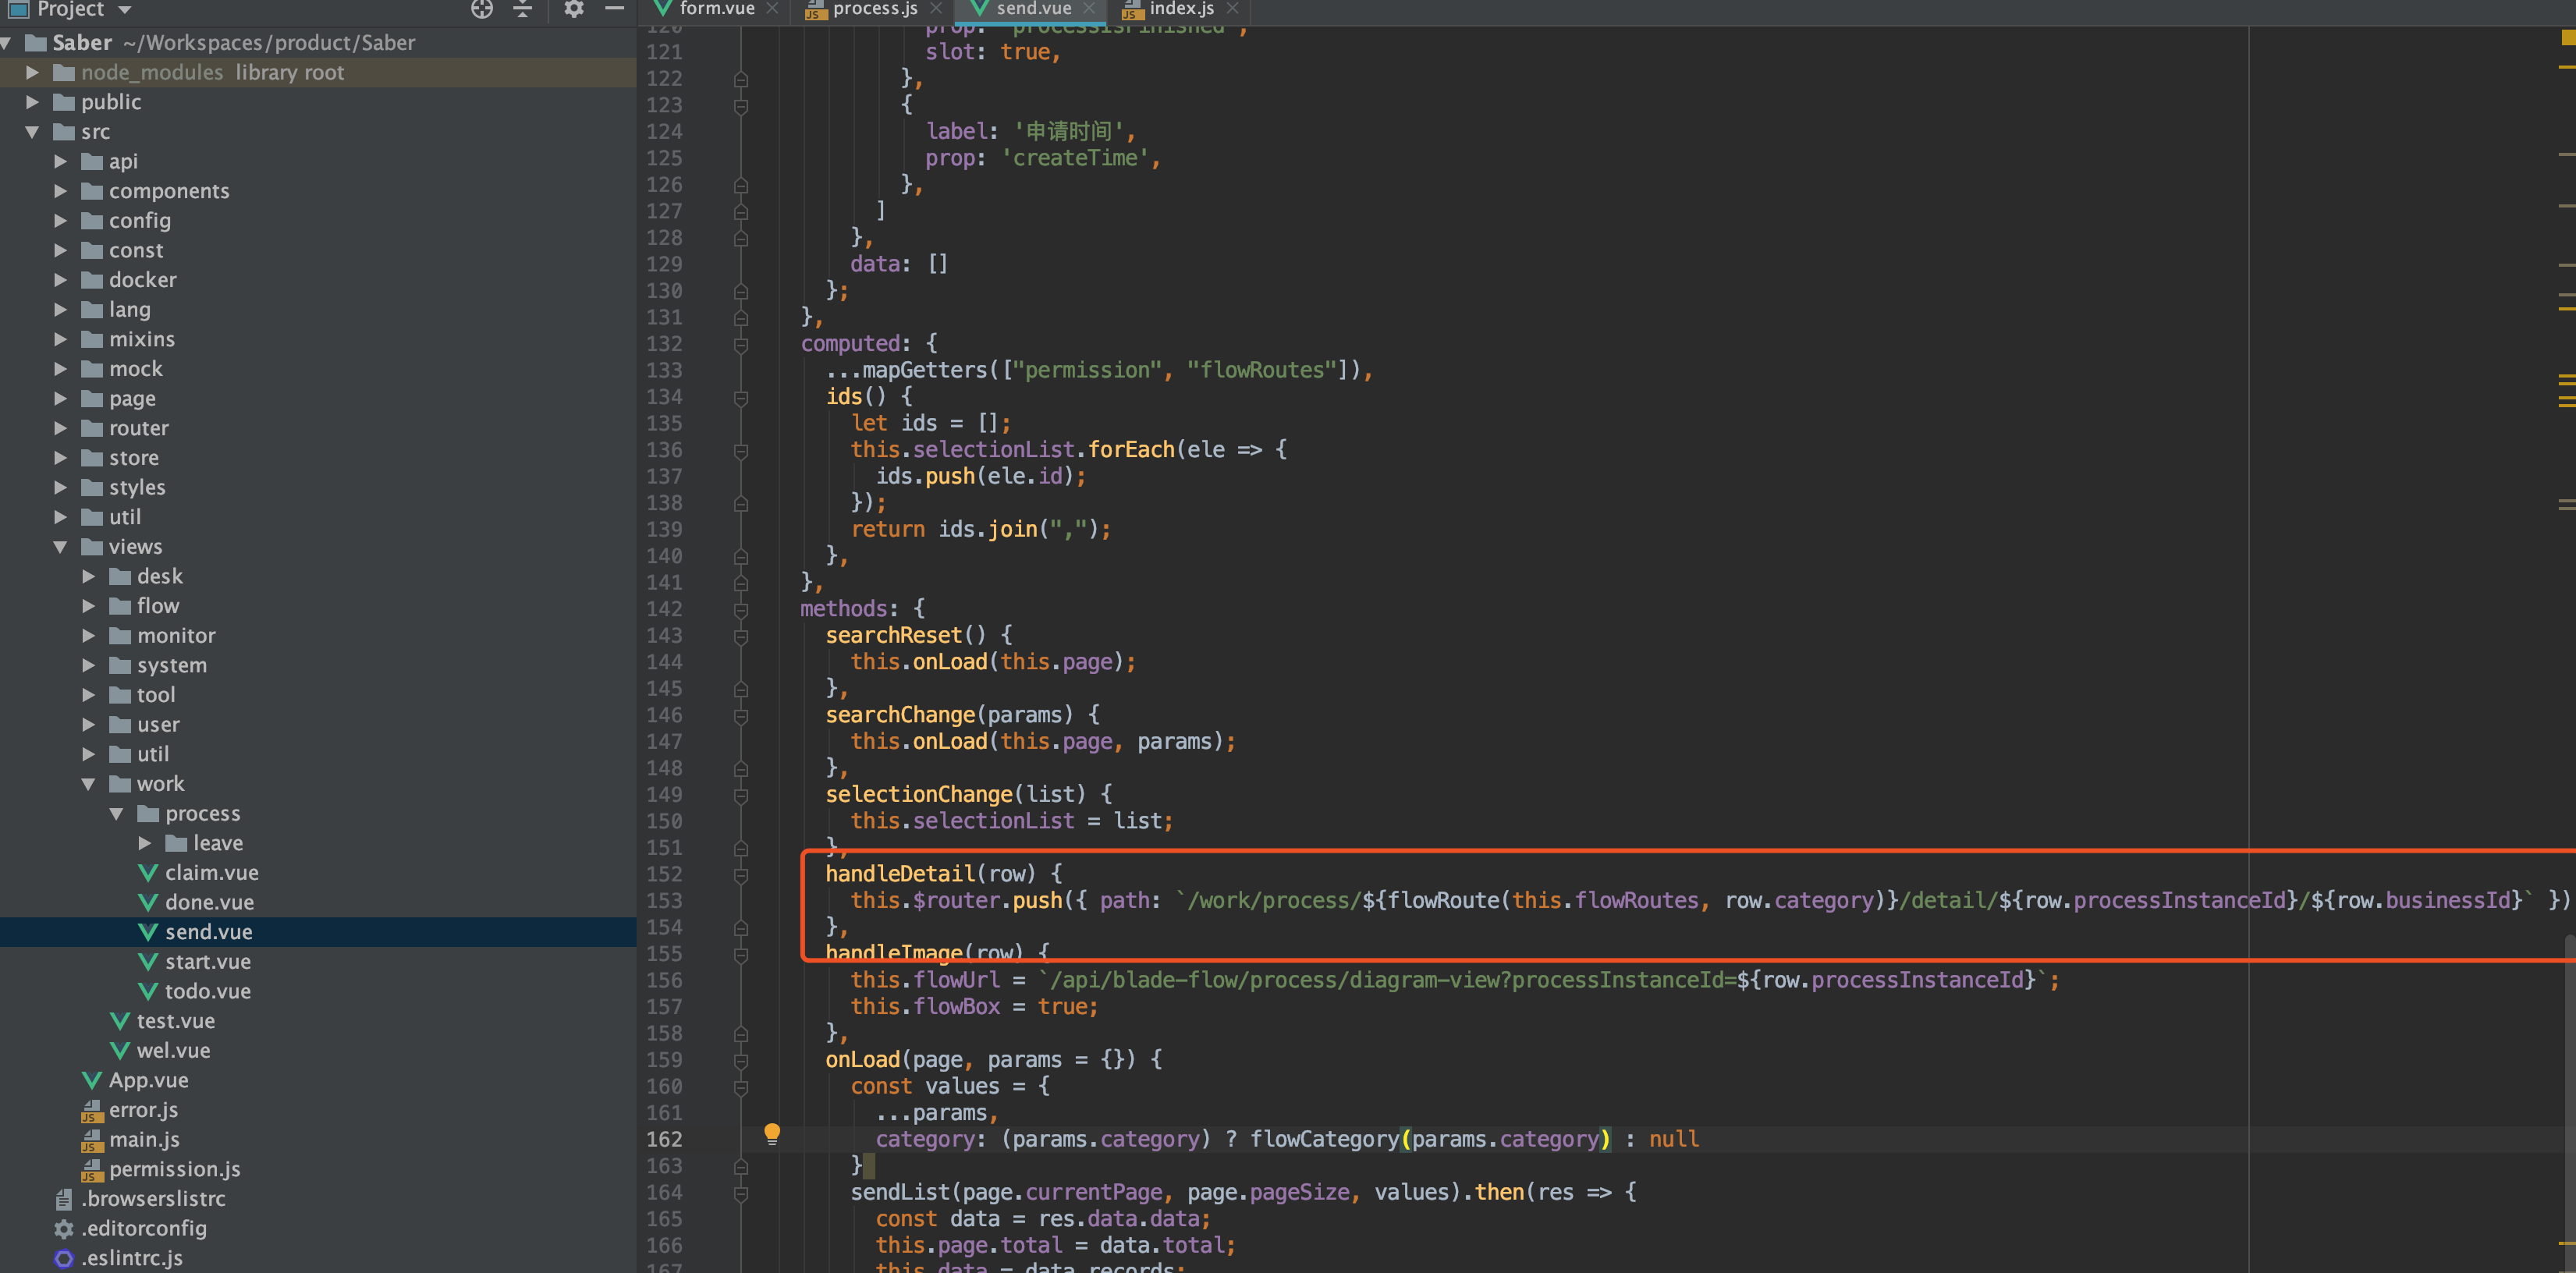 Project
form.vue
process.js
send.vue
index.js
Saber ~/Workspaces/product/Saber
node_modules library root
public
src
api
components
config
const
docker
lang
mixins
mock
page
router
store
styles
util
views
desk
flow
monitor
system
tool
user
util
work
process
leave
claim.vue
done.vue
send.vue
start.vue
todo.vue
test.vue
wel.vue
App.vue
error.js
main.js
permission.js
.browserslistrc
.editorconfig
.eslintrc.js
120 prop: 'processIsFinished',
121 slot: true,
122 },
123 {
124 label: '申请时间',
125 prop: 'createTime',
126 },
127 ]
128 },
129 data: []
130 };
131 },
132 computed: {
133 ...mapGetters(["permission", "flowRoutes"]),
134 ids() {
135 let ids = [];
136 this.selectionList.forEach(ele => {
137 ids.push(ele.id);
138 });
139 return ids.join(",");
140 },
141 },
142 methods: {
143 searchReset() {
144 this.onLoad(this.page);
145 },
146 searchChange(params) {
147 this.onLoad(this.page, params);
148 },
149 selectionChange(list) {
150 this.selectionList = list;
151 },
152 handleDetail(row) {
153 this.$router.push({ path: `/work/process/${flowRoute(this.flowRoutes, row.category)}/detail/${row.processInstanceId}/${row.businessId}` })
154 },
155 handleImage(row) {
156 this.flowUrl = `/api/blade-flow/process/diagram-view?processInstanceId=${row.processInstanceId}`;
157 this.flowBox = true;
158 },
159 onLoad(page, params = {}) {
160 const values = {
161 ...params,
162 category: (params.category) ? flowCategory(params.category) : null
163 }
164 sendList(page.currentPage, page.pageSize, values).then(res => {
165 const data = res.data.data;
166 this.page.total = data.total;
167 this.data = data.records;